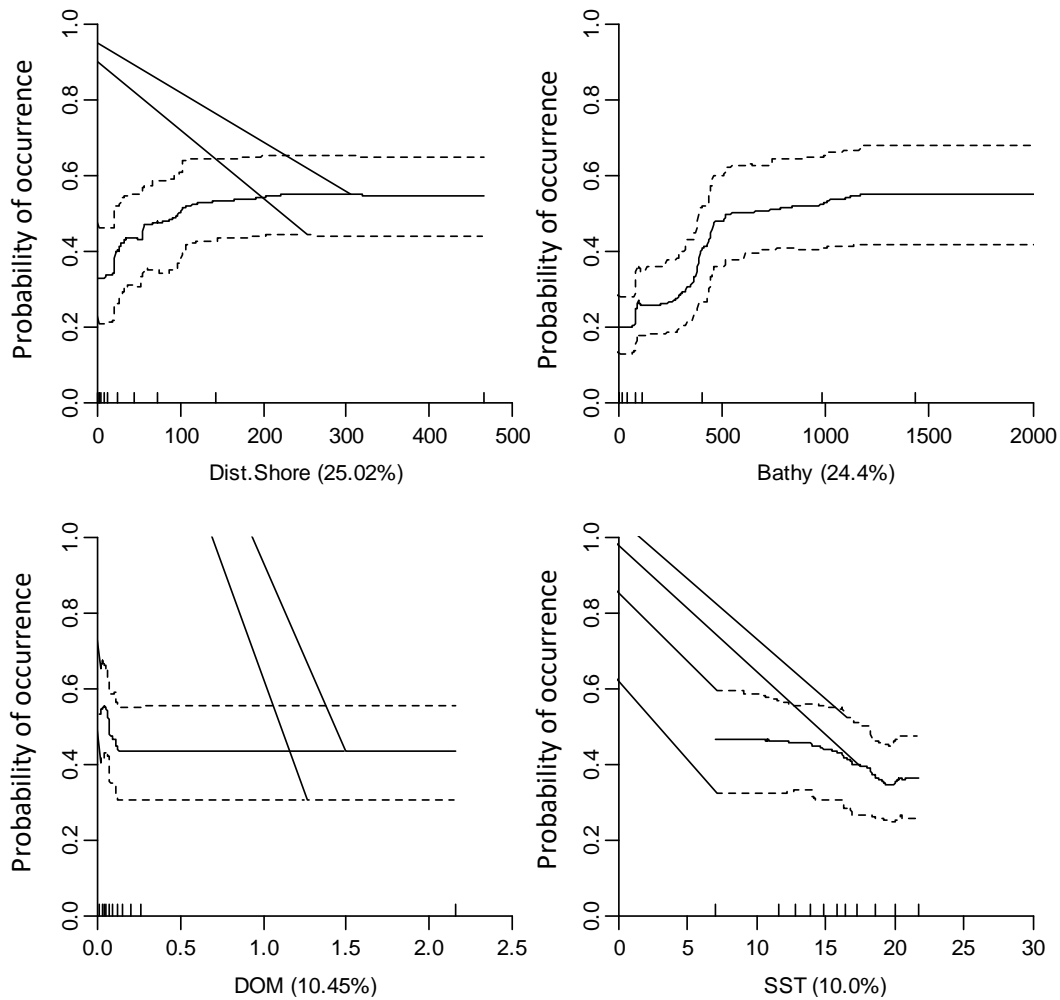 Probability of occurrence
0.0 0.2 0.4 0.6 0.8 1.0
0 100 200 300 400 500
Dist.Shore (25.02%)
Probability of occurrence
0.0 0.2 0.4 0.6 0.8 1.0
0 500 1000 1500 2000
Bathy (24.4%)
Probability of occurrence
0.0 0.2 0.4 0.6 0.8 1.0
0.0 0.5 1.0 1.5 2.0 2.5
DOM (10.45%)
Probability of occurrence
0.0 0.2 0.4 0.6 0.8 1.0
0 5 10 15 20 25 30
SST (10.0%)